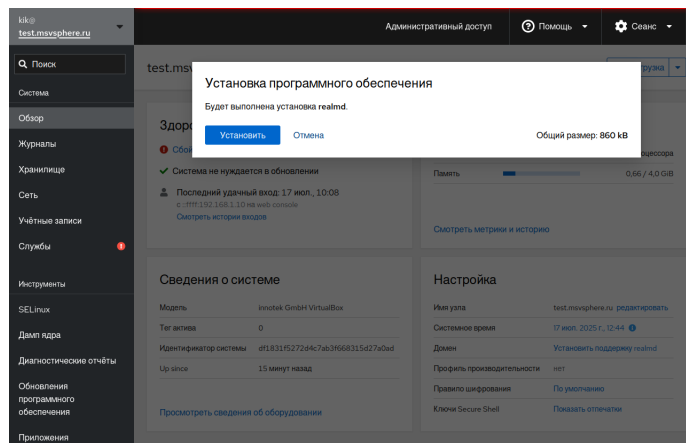 kik@
test.msvsphere.ru
Административный доступ
Помощь
Сеанс
Поиск
Система
Обзор
Журналы
Хранилище
Сеть
Учётные записи
Службы
Инструменты
SELinux
Дамп ядра
Диагностические отчёты
Обновления
программного
обеспечения
Приложения
test.msv
Установка программного обеспечения
Будет выполнена установка realmd.
Установить
Отмена
Общий размер: 860 kB
Здоро
Сбой
Система не нуждается в обновлении
Последний удачный вход: 17 июл., 10:08
с ::ffff:192.168.1.10 на web console
Смотреть истории входов
Память
0,66 / 4,0 GiB
Смотреть метрики и историю
Сведения о системе
Модель
innotek GmbH VirtualBox
Тег актива
0
Идентификатор системы
df1831f5272d4c7ab3f668315d27a0ad
Up since
15 минут назад
Просмотреть сведения об оборудовании
Настройка
Имя узла
test.msvsphere.ru редактировать
Системное время
17 июл. 2025 г., 12:44
Домен
Установить поддержку realmd
Профиль производительности
нет
Правило шифрования
По умолчанию
Ключи Secure Shell
Показать отпечатки